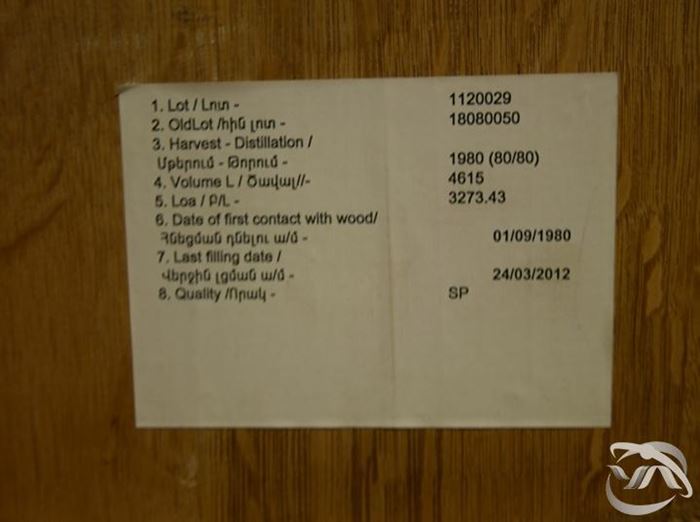 1. Lot / Լոտ - 1120029
2. OldLot /հին լոտ - 18080050
3. Harvest - Distillation /
Մթերում - Թորում - 1980 (80/80)
4. Volume L / Ծավալ//- 4615
5. Loa / Բ/Լ - 3273.43
6. Date of first contact with wood/
Հնեցման դնելու ա/մ - 01/09/1980
7. Last filling date /
Վերջին լցման ա/մ - 24/03/2012
8. Quality /Որակ - SP